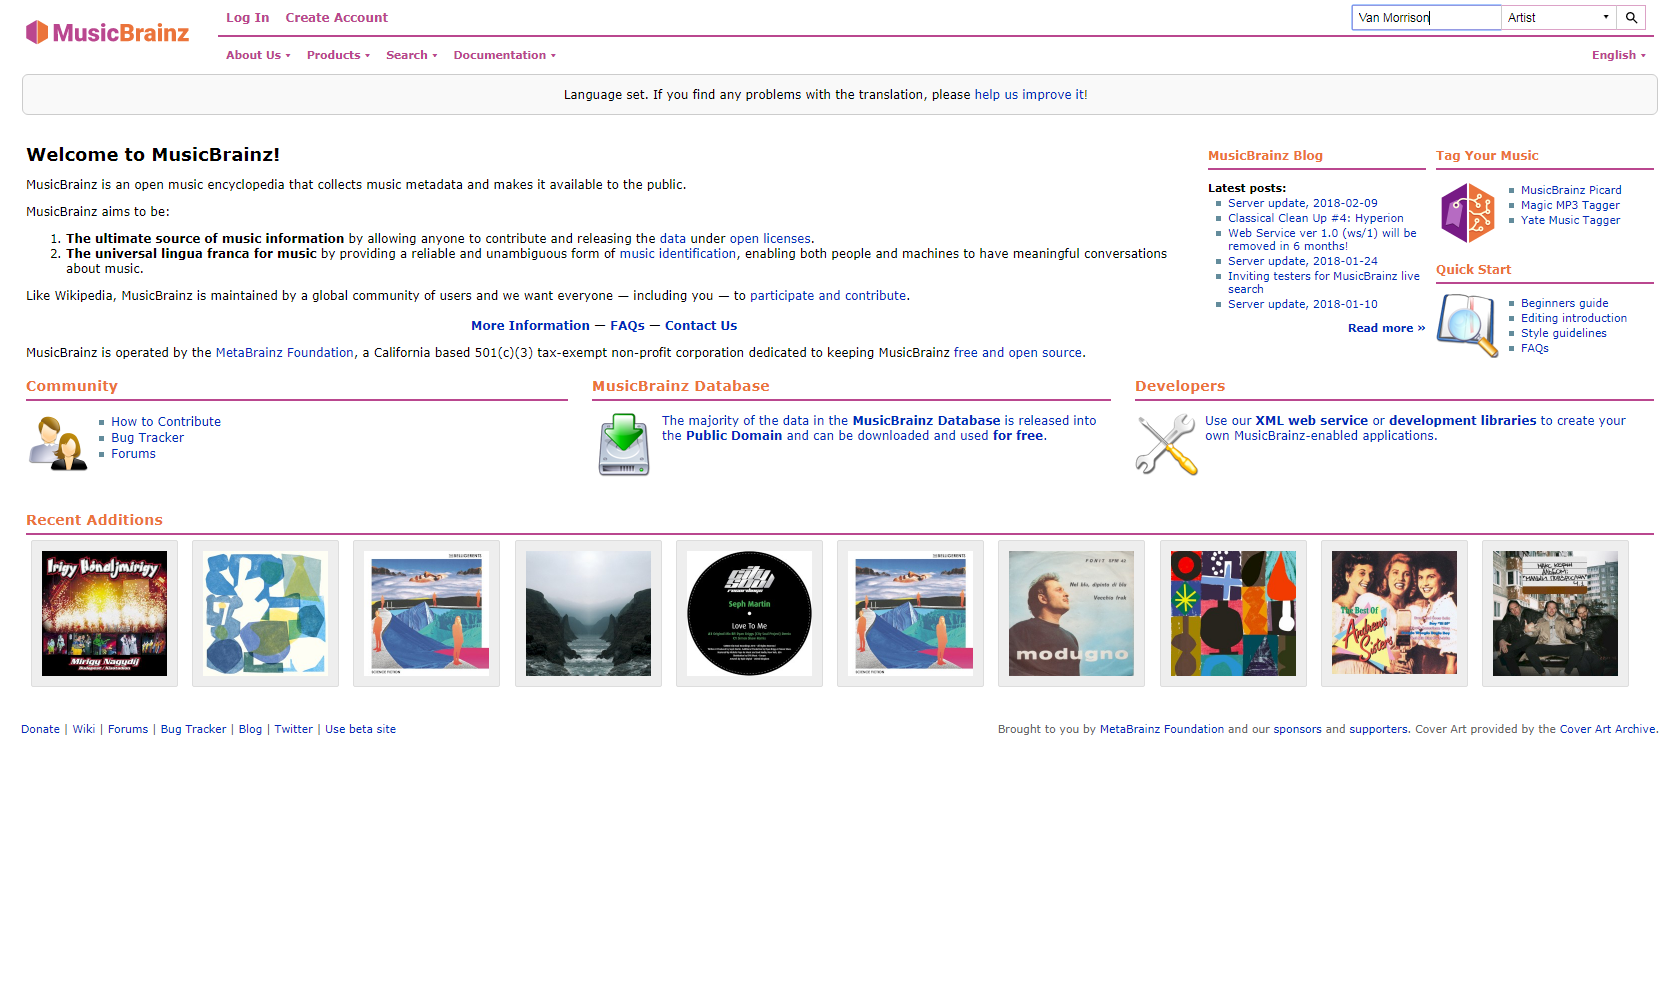 MusicBrainz
Log In Create Account
Van Morrison Artist
About Us Products Search Documentation English
Language set. If you find any problems with the translation, please help us improve it!
Welcome to MusicBrainz!
MusicBrainz is an open music encyclopedia that collects music metadata and makes it available to the public.
MusicBrainz aims to be:
1. The ultimate source of music information by allowing anyone to contribute and releasing the data under open licenses.
2. The universal lingua franca for music by providing a reliable and unambiguous form of music identification, enabling both people and machines to have meaningful conversations
about music.
Like Wikipedia, MusicBrainz is maintained by a global community of users and we want everyone — including you — to participate and contribute.
More Information — FAQs — Contact Us
MusicBrainz is operated by the MetaBrainz Foundation, a California based 501(c)(3) tax-exempt non-profit corporation dedicated to keeping MusicBrainz free and open source.
MusicBrainz Blog
Latest posts:
Server update, 2018-02-09
Classical Clean Up #4: Hyperion
Web Service ver 1.0 (ws/1) will be
removed in 6 months!
Server update, 2018-01-24
Inviting testers for MusicBrainz live
search
Server update, 2018-01-10
Read more »
Tag Your Music
MusicBrainz Picard
Magic MP3 Tagger
Yate Music Tagger
Quick Start
Beginners guide
Editing introduction
Style guidelines
FAQs
Community
How to Contribute
Bug Tracker
Forums
MusicBrainz Database
The majority of the data in the MusicBrainz Database is released into
the Public Domain and can be downloaded and used for free.
Developers
Use our XML web service or development libraries to create your
own MusicBrainz-enabled applications.
Recent Additions
Irigy Hónaljmirigy
Mirigy Nagydíj
BELLIGERENTS
SCIENCE FICTION
Seph Martin
Love To Me
BELLIGERENTS
SCIENCE FICTION
FONIT
Nel blu, dipinto di blu
Vecchio frak
modugno
The Best Of
Andrews
Sisters
Donate | Wiki | Forums | Bug Tracker | Blog | Twitter | Use beta site
Brought to you by MetaBrainz Foundation and our sponsors and supporters. Cover Art provided by the Cover Art Archive.